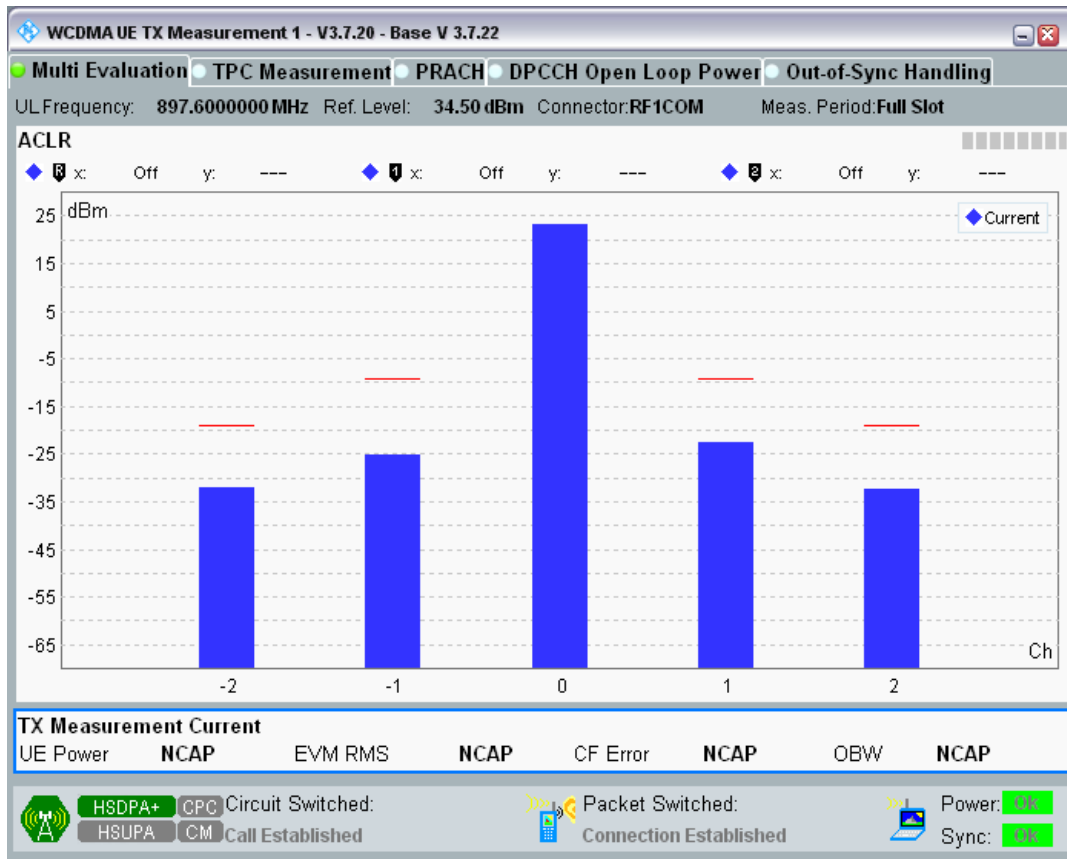 WCDMA UE TX Measurement 1 - V3.7.20 - Base V 3.7.22
Multi Evaluation TPC Measurement PRACH DPCCH Open Loop Power Out-of-Sync Handling
UL Frequency: 897.6000000 MHz Ref. Level: 34.50 dBm Connector:RF1COM Meas. Period:Full Slot
ACLR
R x: Off y: --- 1 x: Off y: --- 2 x: Off y: ---
dBm
Current
25
15
5
-5
-15
-25
-35
-45
-55
-65
Ch
-2 -1 0 1 2
TX Measurement Current
UE Power NCAP EVM RMS NCAP CF Error NCAP OBW NCAP
HSDPA+ CPC Circuit Switched: Packet Switched: Power: Ok
HSUPA CM Call Established Connection Established Sync: Ok